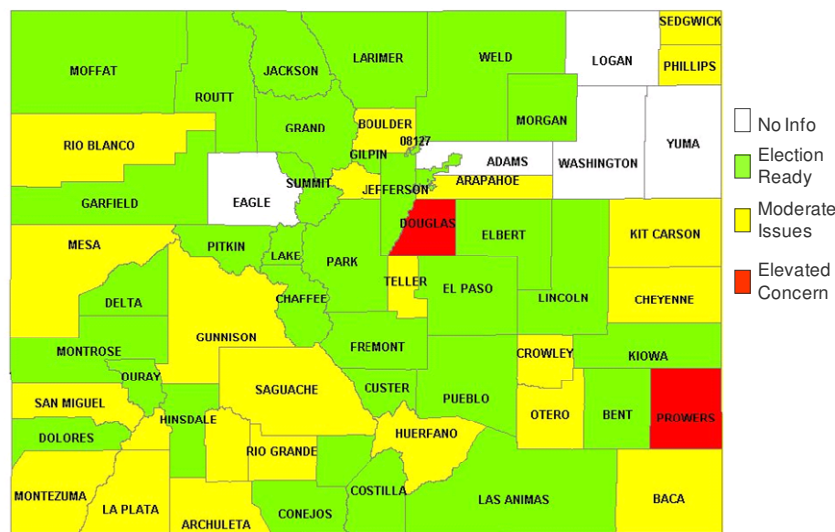 SEDGWICK
LOGAN
PHILLIPS
MOFFAT
ROUTT
JACKSON
LARIMER
WELD
MORGAN
YUMA
WASHINGTON
RIO BLANCO
GRAND
BOULDER
08127
GILPIN
ADAMS
ARAPAHOE
JEFFERSON
SUMMIT
EAGLE
GARFIELD
DOUGLAS
ELBERT
KIT CARSON
MESA
PITKIN
LAKE
PARK
TELLER
EL PASO
LINCOLN
CHEYENNE
DELTA
CHAFFEE
GUNNISON
FREMONT
CROWLEY
KIOWA
MONTROSE
OURAY
SAGUACHE
CUSTER
PUEBLO
OTERO
BENT
PROWERS
SAN MIGUEL
HINSDALE
HUERFANO
DOLORES
RIO GRANDE
MONTEZUMA
LA PLATA
ARCHULETA
CONEJOS
COSTILLA
LAS ANIMAS
BACA
No Info
Election
Ready
Moderate
Issues
Elevated
Concern